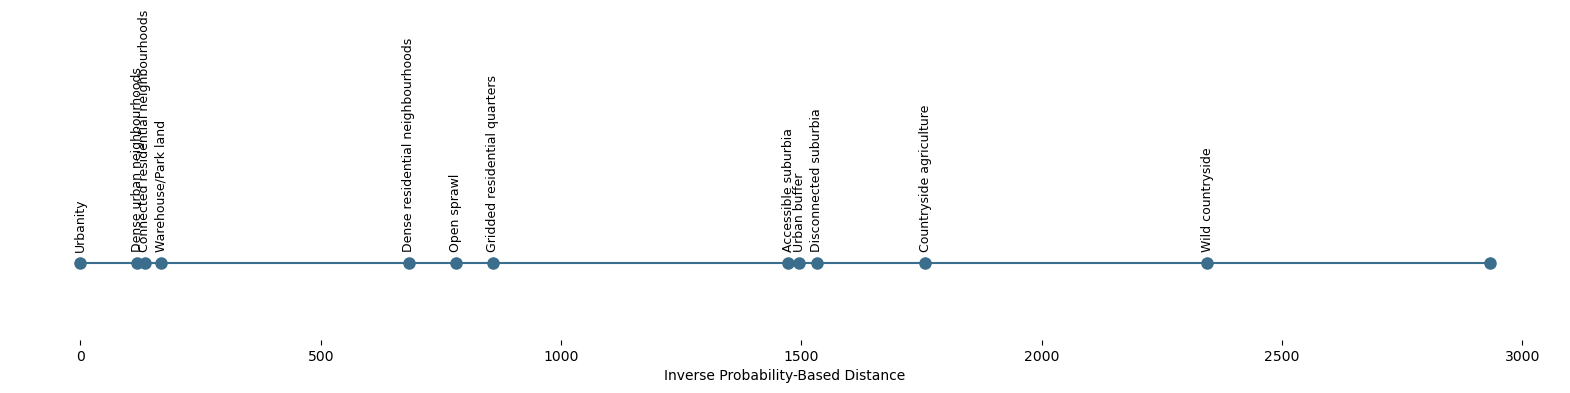 Urbanity
Dense urban neighbourhoods
Connected residential neighbourhoods
Warehouse/Park land
Dense residential neighbourhoods
Open sprawl
Gridded residential quarters
Accessible suburbia
Urban buffer
Disconnected suburbia
Countryside agriculture
Wild countryside
0 500 1000 1500 2000 2500 3000
Inverse Probability-Based Distance